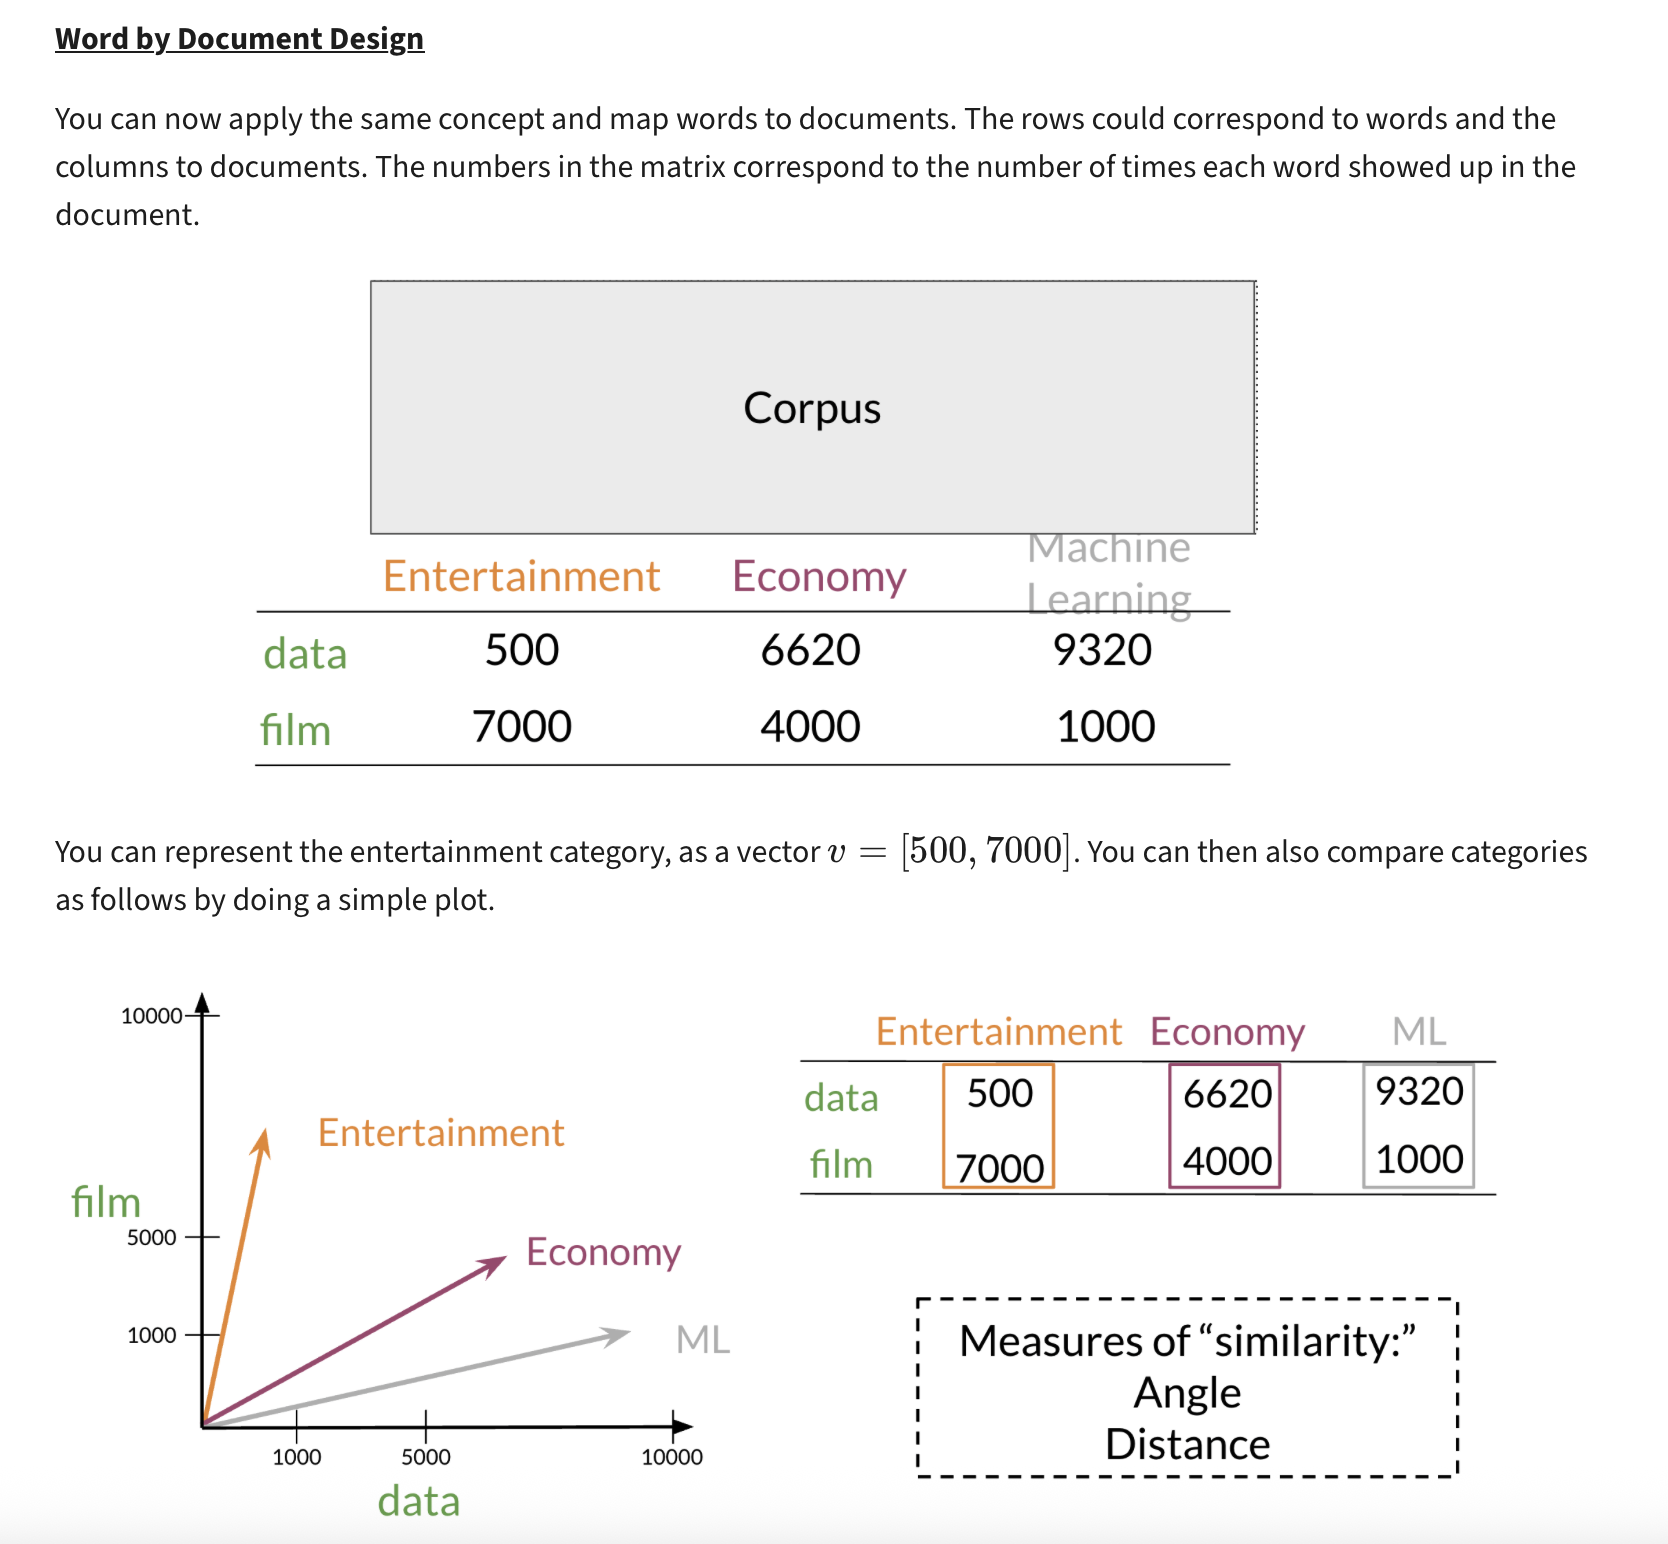 Word by Document Design
You can now apply the same concept and map words to documents. The rows could correspond to words and the
columns to documents. The numbers in the matrix correspond to the number of times each word showed up in the
document.
Corpus
Entertainment Economy Machine Learning
data 500 6620 9320
film 7000 4000 1000
You can represent the entertainment category, as a vector v = [500, 7000]. You can then also compare categories
as follows by doing a simple plot.
10000
Entertainment
film
5000
Economy
1000
ML
1000 5000 10000
data
Entertainment Economy ML
data 500 6620 9320
film 7000 4000 1000
Measures of “similarity:”
Angle
Distance